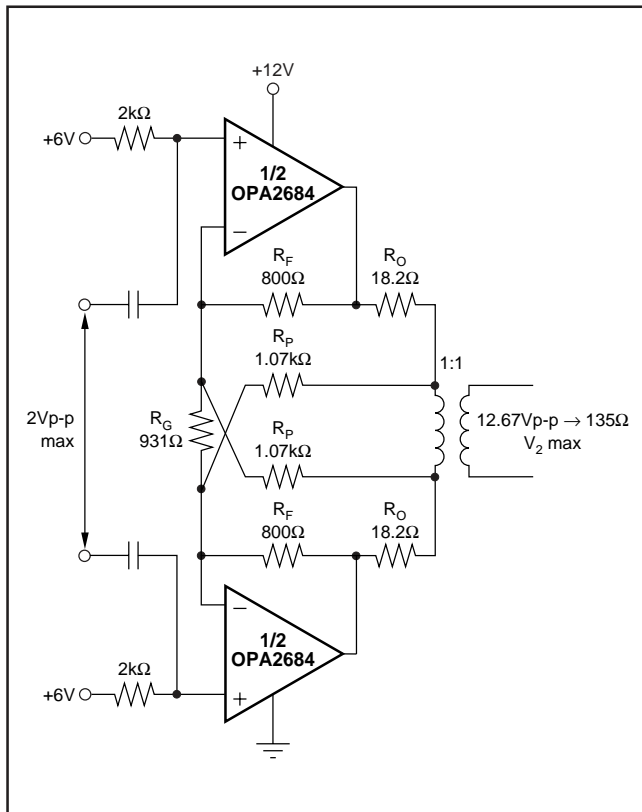 +12V
2kΩ
+6V
+
1/2
OPA2684
−
R_F
800Ω
R_O
18.2Ω
R_P
1.07kΩ
1:1
2Vp-p
max
R_G
931Ω
12.67Vp-p → 135Ω
V_2 max
R_P
1.07kΩ
R_F
800Ω
R_O
18.2Ω
−
1/2
OPA2684
+
2kΩ
+6V